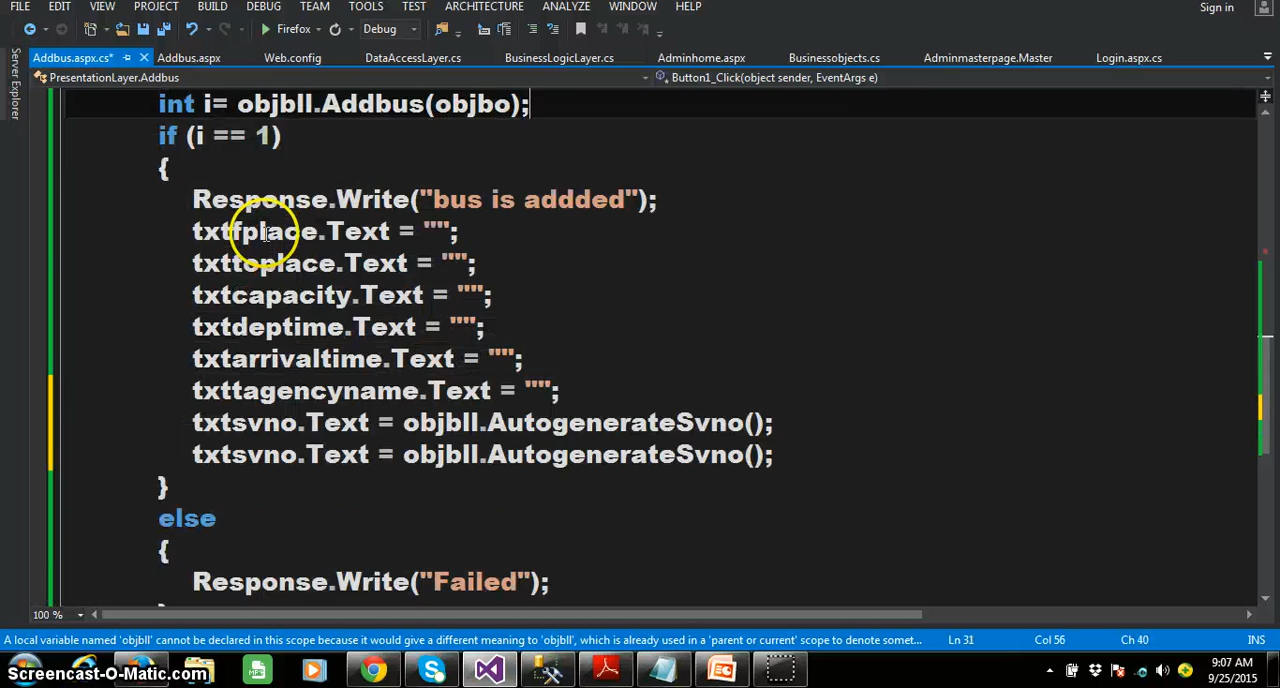 FILE EDIT VIEW PROJECT BUILD DEBUG TEAM TOOLS TEST ARCHITECTURE ANALYZE WINDOW HELP Sign in
Firefox Debug
Addbus.aspx.cs* Addbus.aspx Web.config DataAccessLayer.cs BusinessLogicLayer.cs Adminhome.aspx Businessobjects.cs Adminmasterpage.Master Login.aspx.cs
PresentationLayer.Addbus Button1_Click(object sender, EventArgs e)
Server Explorer
int i= objbll.Addbus(objbo);
if (i == 1)
{
Response.Write("bus is addded");
txtfplace.Text = "";
txttoplace.Text = "";
txtcapacity.Text = "";
txtdeptime.Text = "";
txtarrivaltime.Text = "";
txttagencyname.Text = "";
txtsvno.Text = objbll.AutogenerateSvno();
txtsvno.Text = objbll.AutogenerateSvno();
}
else
{
Response.Write("Failed");
100 %
A local variable named 'objbll' cannot be declared in this scope because it would give a different meaning to 'objbll', which is already used in a 'parent or current' scope to denote somet... Ln 31 Col 56 Ch 40 INS
Screencast-O-Matic.com
9:07 AM
9/25/2015